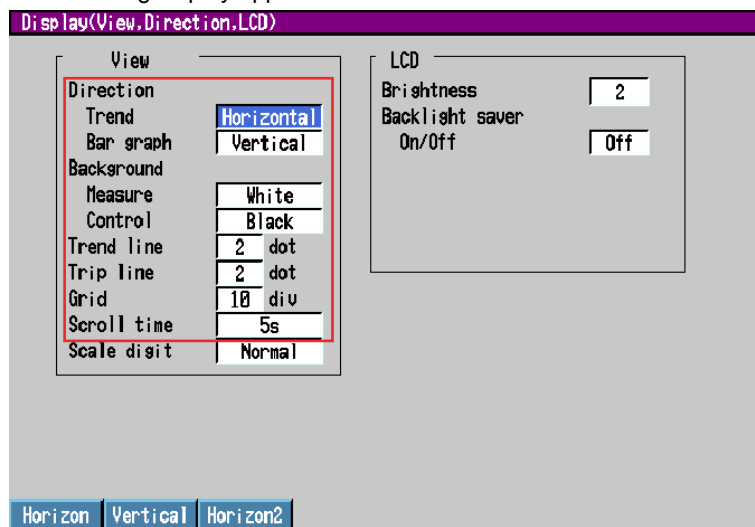 Display(View,Direction,LCD)
View
Direction
Trend Horizontal
Bar graph Vertical
Background
Measure White
Control Black
Trend line 2 dot
Trip line 2 dot
Grid 10 div
Scroll time 5s
Scale digit Normal
LCD
Brightness 2
Backlight saver
On/Off Off
Horizon Vertical Horizon2